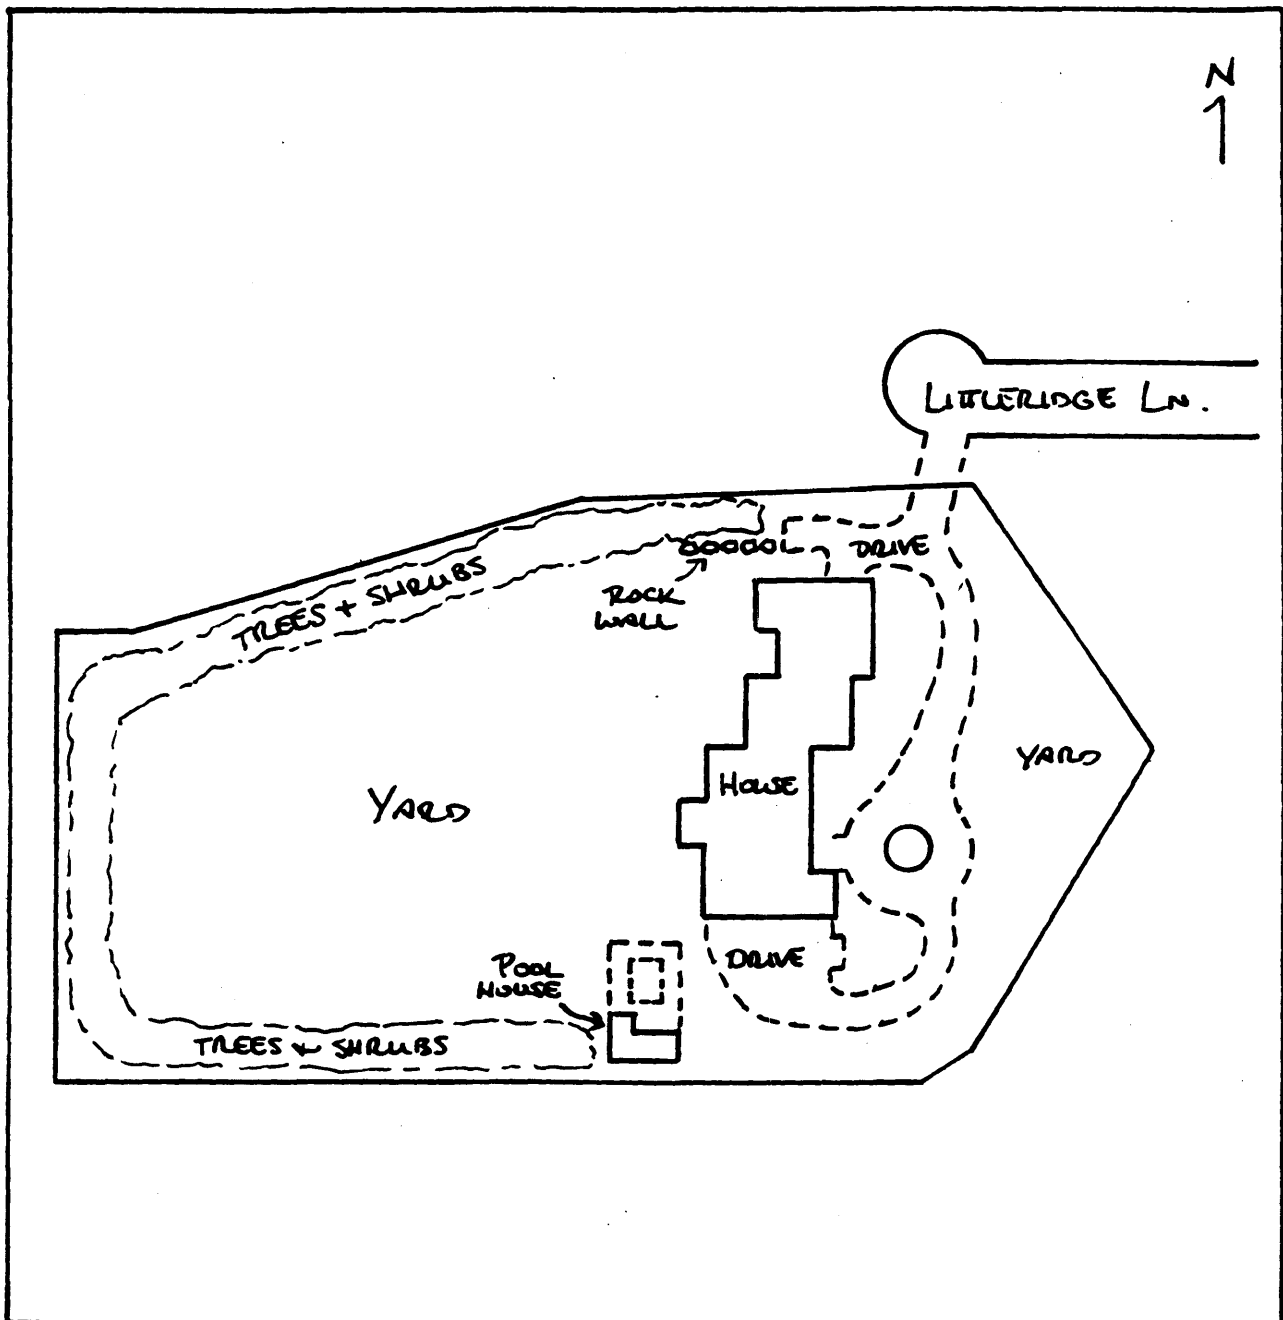 N
LITTLERIDGE LN.
DRIVE
TREES + SHRUBS
ROCK
WALL
YARD
HOUSE
YARD
DRIVE
POOL
HOUSE
TREES + SHRUBS